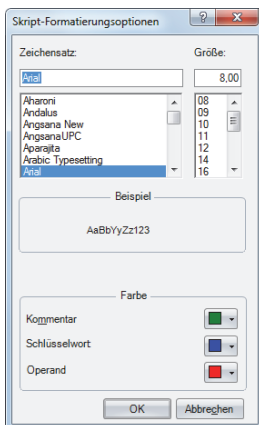 Skript-Formatierungsoptionen
Zeichensatz: Größe:
Arial 8,00
Aharoni 08
Andalus 09
Angsana New 10
AngsanaUPC 11
Aparajita 12
Arabic Typesetting 14
Arial 16
Beispiel
AaBbYyZz123
Farbe
Kommentar
Schlüsselwort
Operand
OK Abbrechen